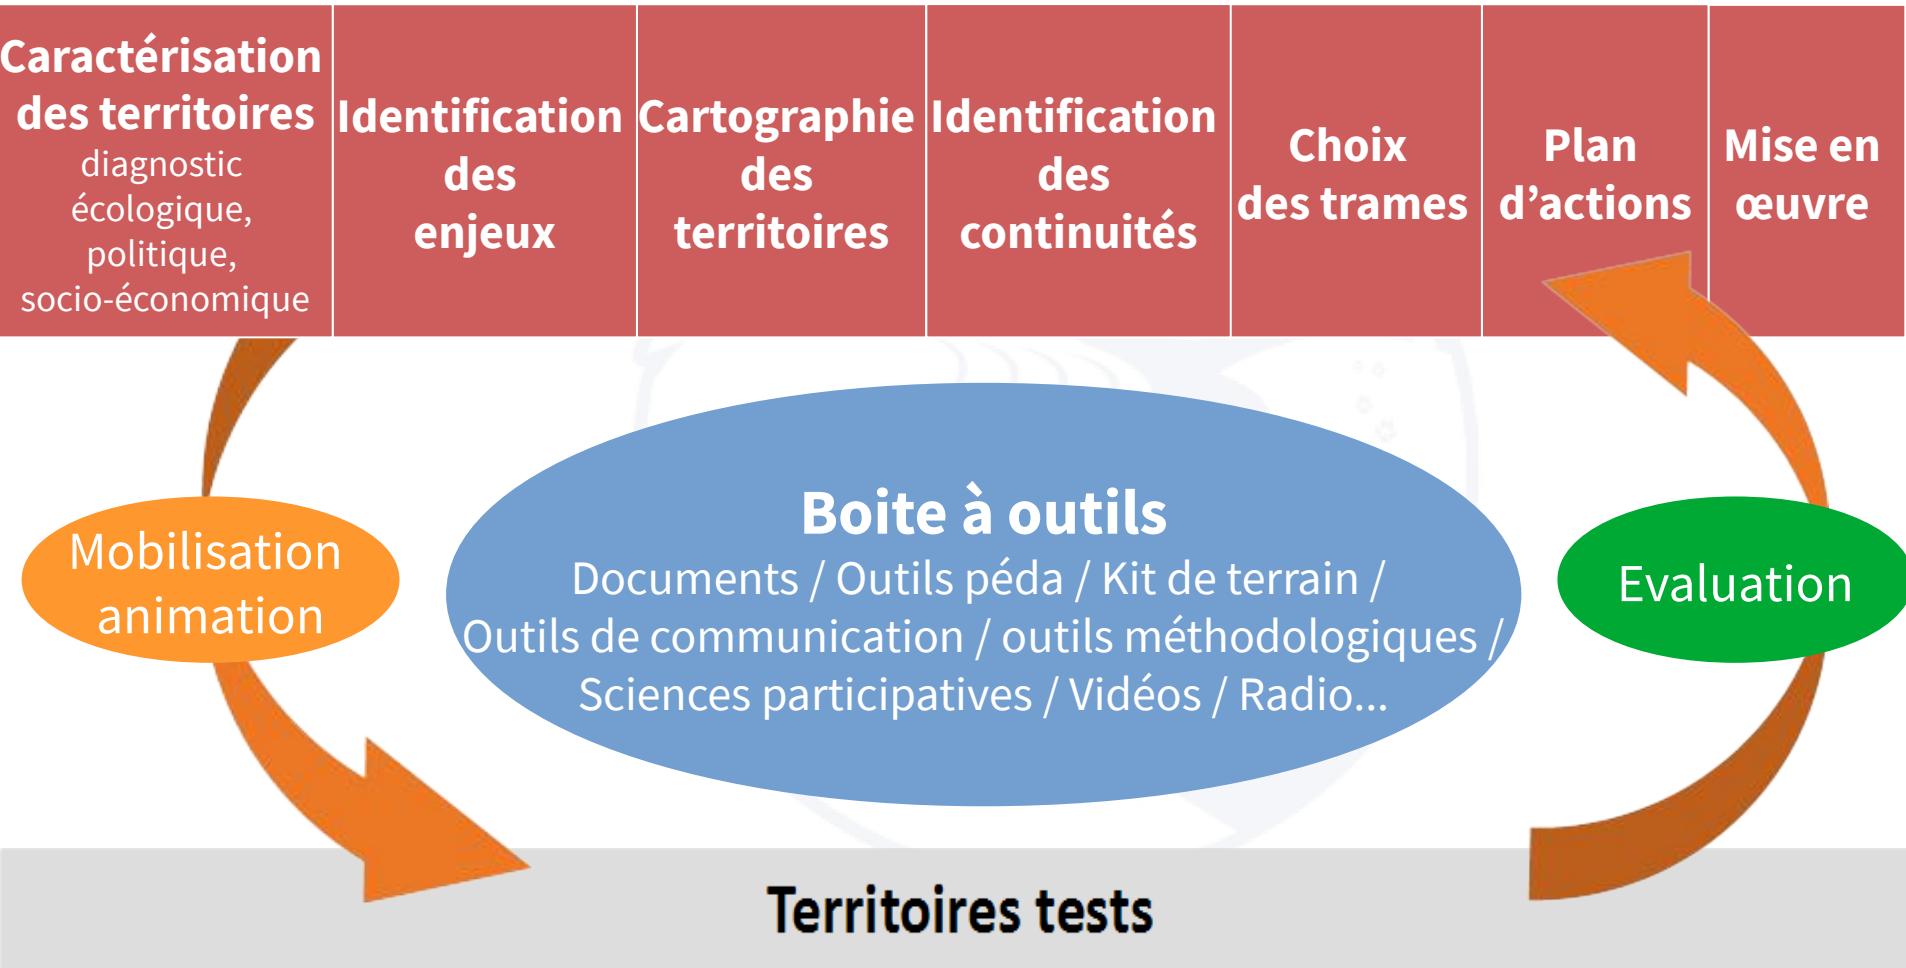 Caractérisation
des territoires
diagnostic
écologique,
politique,
socio-économique
Identification
des
enjeux
Cartographie
des
territoires
Identification
des
continuités
Choix
des trames
Plan
d’actions
Mise en
œuvre
Mobilisation
animation
Boite à outils
Documents / Outils péda / Kit de terrain /
Outils de communication / outils méthodologiques /
Sciences participatives / Vidéos / Radio...
Evaluation
Territoires tests